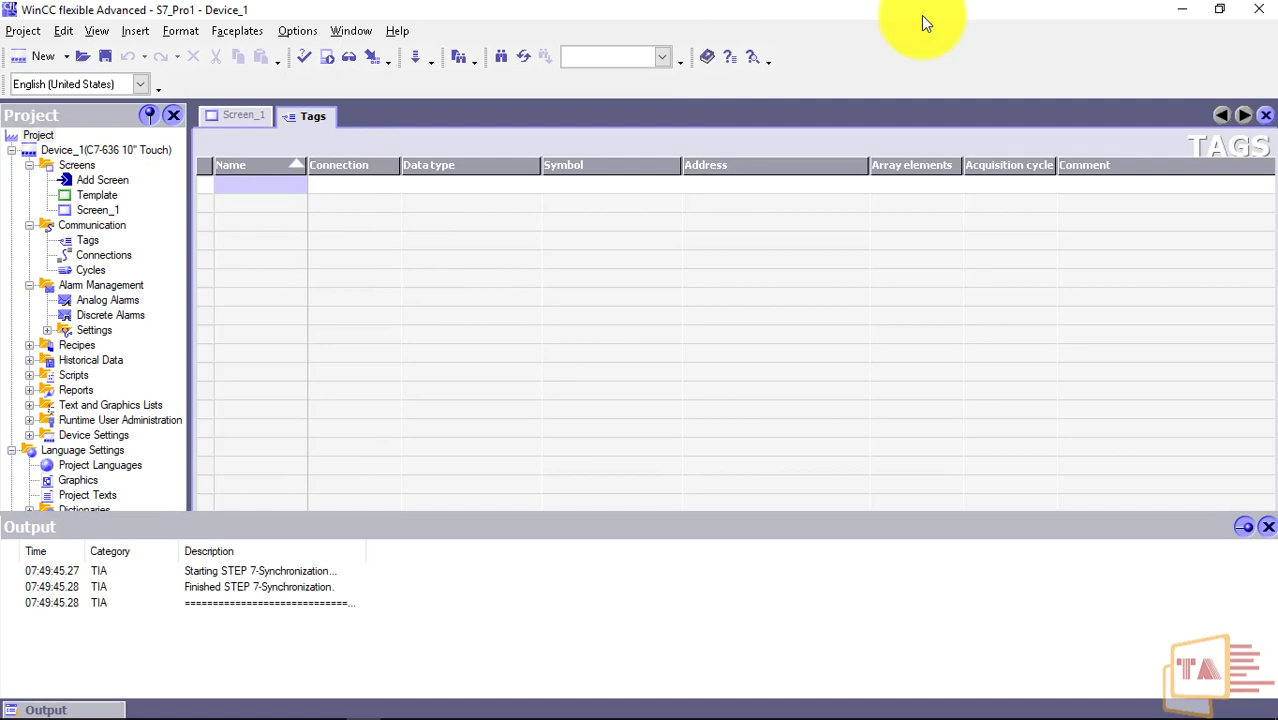 WinCC flexible Advanced - S7_Pro1 - Device_1
Project Edit View Insert Format Faceplates Options Window Help
New
English (United States)
Project
Screen_1
Tags
TAGS
Project
Device_1(C7-636 10" Touch)
Screens
Add Screen
Template
Screen_1
Communication
Tags
Connections
Cycles
Alarm Management
Analog Alarms
Discrete Alarms
Settings
Recipes
Historical Data
Scripts
Reports
Text and Graphics Lists
Runtime User Administration
Device Settings
Language Settings
Project Languages
Graphics
Project Texts
Dictionaries
Name Connection Data type Symbol Address Array elements Acquisition cycle Comment
Output
Time Category Description
07:49:45.27 TIA Starting STEP 7-Synchronization...
07:49:45.28 TIA Finished STEP 7-Synchronization.
07:49:45.28 TIA ============================...
TA
Output